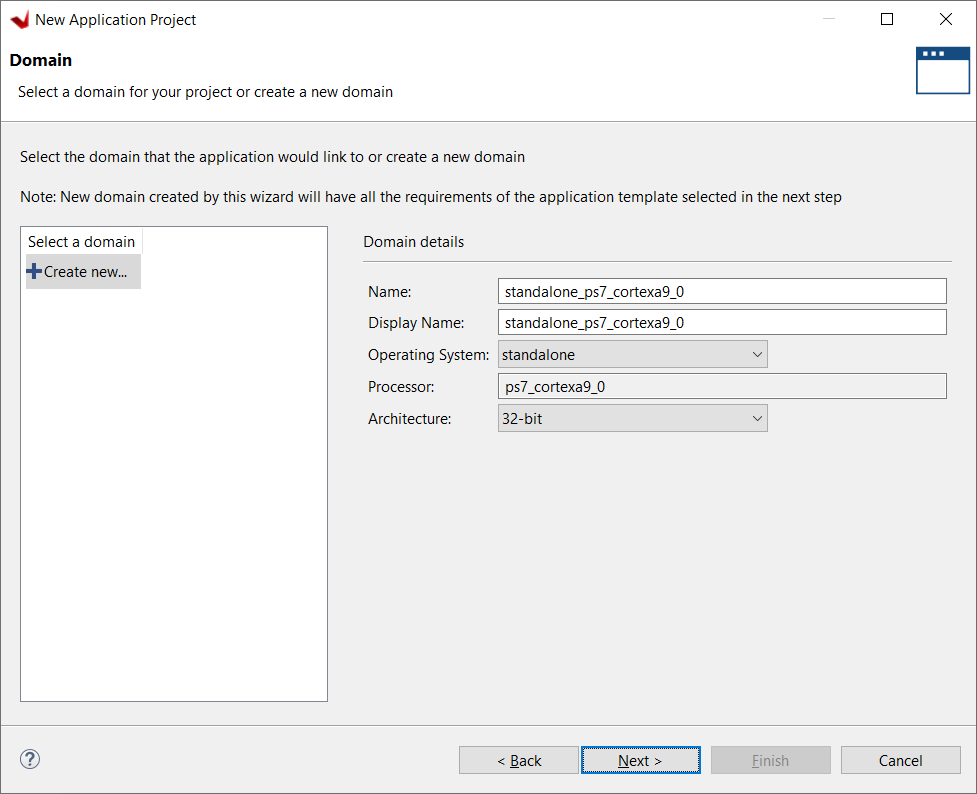 New Application Project
Domain
Select a domain for your project or create a new domain
Select the domain that the application would link to or create a new domain
Note: New domain created by this wizard will have all the requirements of the application template selected in the next step
Select a domain
Create new...
Domain details
Name: standalone_ps7_cortexa9_0
Display Name: standalone_ps7_cortexa9_0
Operating System: standalone
Processor: ps7_cortexa9_0
Architecture: 32-bit
? < Back Next > Finish Cancel